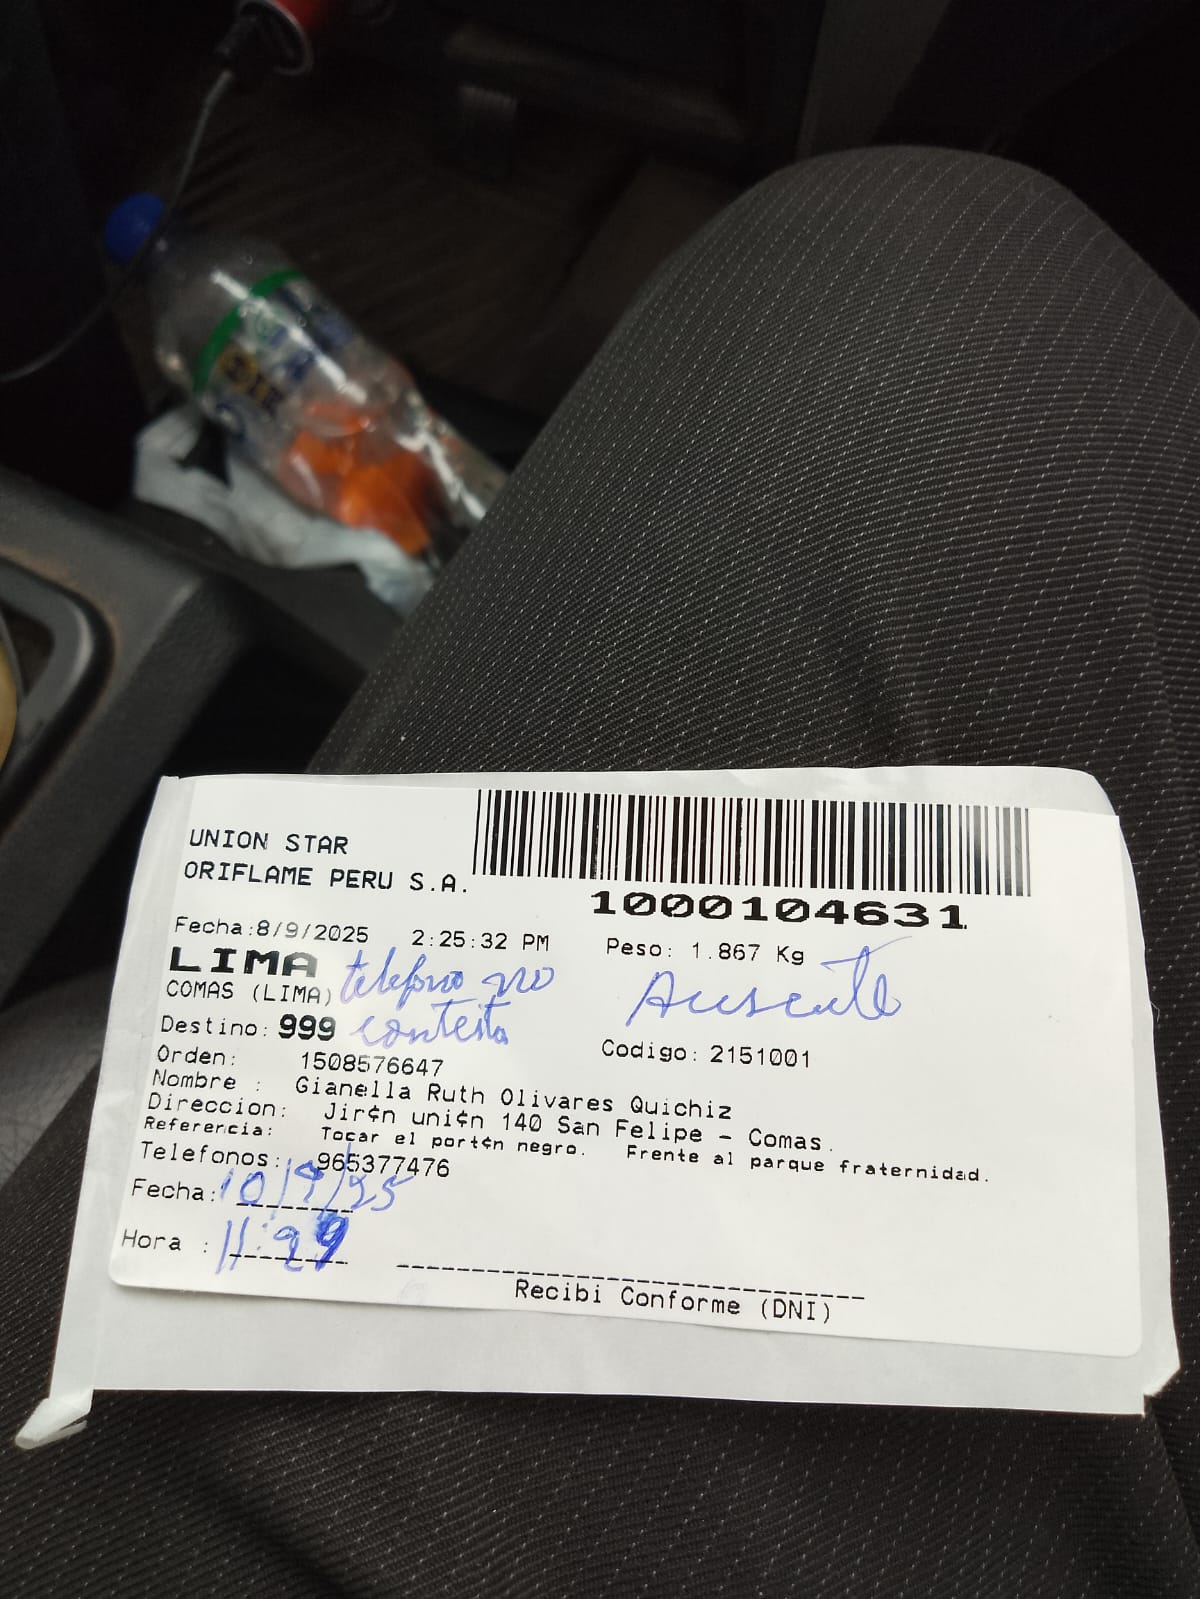 UNION STAR
ORIFLAME PERU S.A.
1000104631
Fecha:8/9/2025 2:25:32 PM Peso: 1.867 Kg
LIMA telefono no Ausente
COMAS (LIMA) contesta
Destino: 999
Codigo: 2151001
Orden: 1508576647
Nombre : Gianella Ruth Olivares Quichiz
Direccion: Jir¢n uni¢n 140 San Felipe - Comas.
Referencia: Tocar el port¢n negro. Frente al parque fraternidad.
Telefonos: 965377476
Fecha: 10/9/25
Hora : 11:29
Recibi Conforme (DNI)